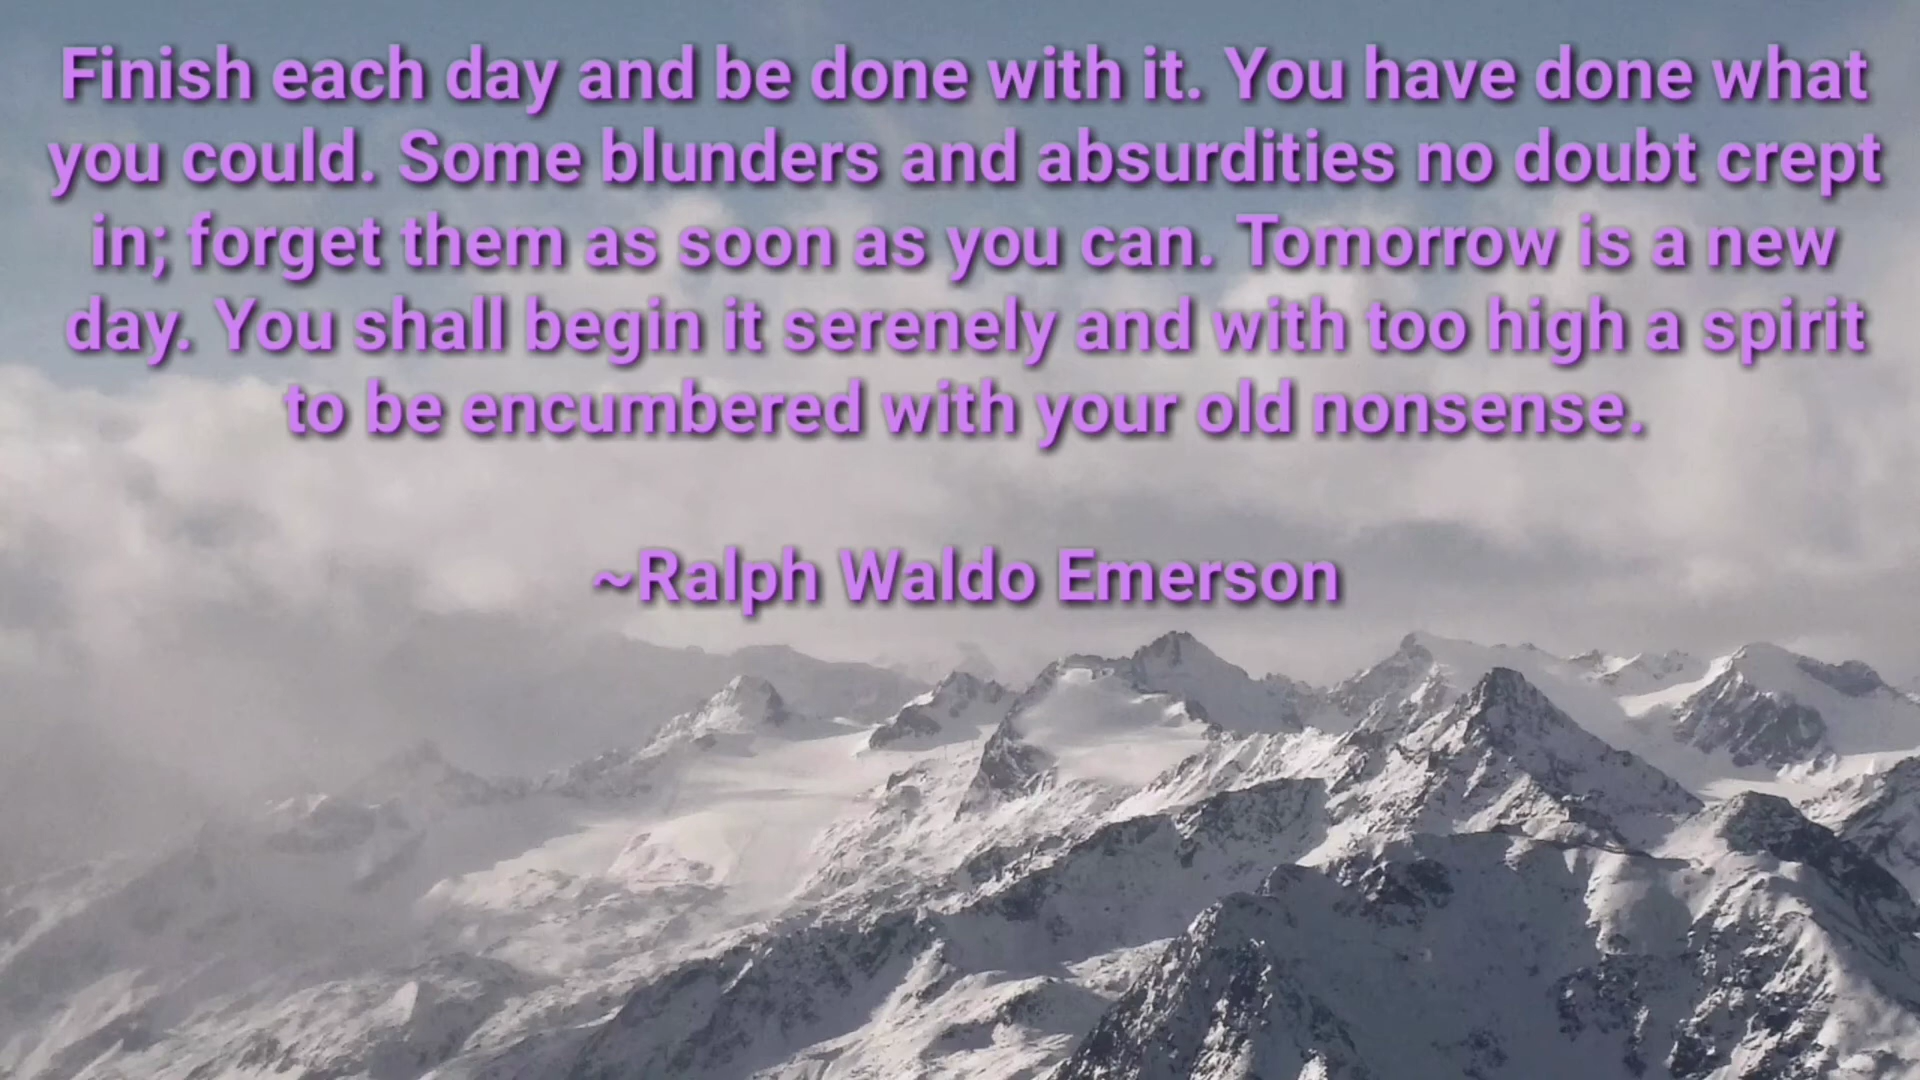 Finish each day and be done with it. You have done what
you could. Some blunders and absurdities no doubt crept
in; forget them as soon as you can. Tomorrow is a new
day. You shall begin it serenely and with too high a spirit
to be encumbered with your old nonsense.
~Ralph Waldo Emerson